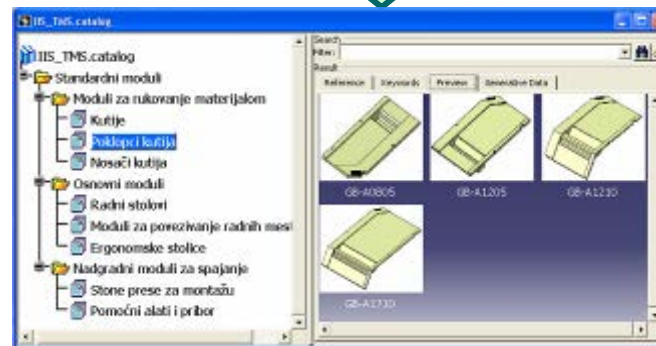 IIS_TMS.catalog
IIS_TMS.catalog
Standardni moduli
Moduli za rukovanje materijalom
Kutije
Poklopci kutija
Nosači kutija
Osnovni moduli
Radni stolovi
Moduli za povezivanje radnih mest
Ergonomske stolice
Nadgradni moduli za spajanje
Stone prese za montažu
Pomoćni alati i pribor
Search
Filter:
Result
Reference Keywords Preview Generative Data
GB-A0805 GB-A1205 GB-A1210
GB-A1710